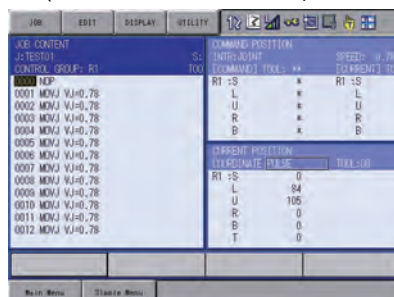 JOB EDIT DISPLAY UTILITY
JOB CONTENT
J:TEST01 S:
CONTROL GROUP: R1 TOO
0000 NOP
0001 MOVJ VJ=0.78
0002 MOVJ VJ=0.78
0003 MOVJ VJ=0.78
0004 MOVJ VJ=0.78
0005 MOVJ VJ=0.78
0006 MOVJ VJ=0.78
0007 MOVJ VJ=0.78
0008 MOVJ VJ=0.78
0009 MOVJ VJ=0.78
0010 MOVJ VJ=0.78
0011 MOVJ VJ=0.78
0012 MOVJ VJ=0.78
COMMAND POSITION
INTR:JOINT SPEED: 0.78
[COMMAND] TOOL: ** [CURRENT] TO
R1 :S * R1 :S
L * L
U * U
R * R
B * B
CURRENT POSITION
COORDINATE PULSE TOOL:00
R1 :S 0
L 94
U 105
R 0
B 0
T 0
Main Menu Simple Menu